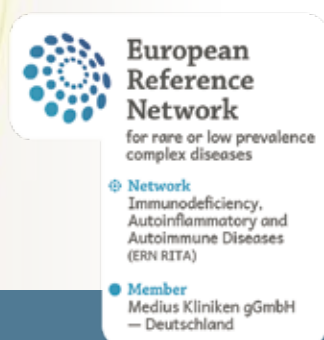 European
Reference
Network
for rare or low prevalence
complex diseases
Network
Immunodeficiency,
Autoinflammatory and
Autoimmune Diseases
(ERN RITA)
Member
Medius Kliniken gGmbH
— Deutschland